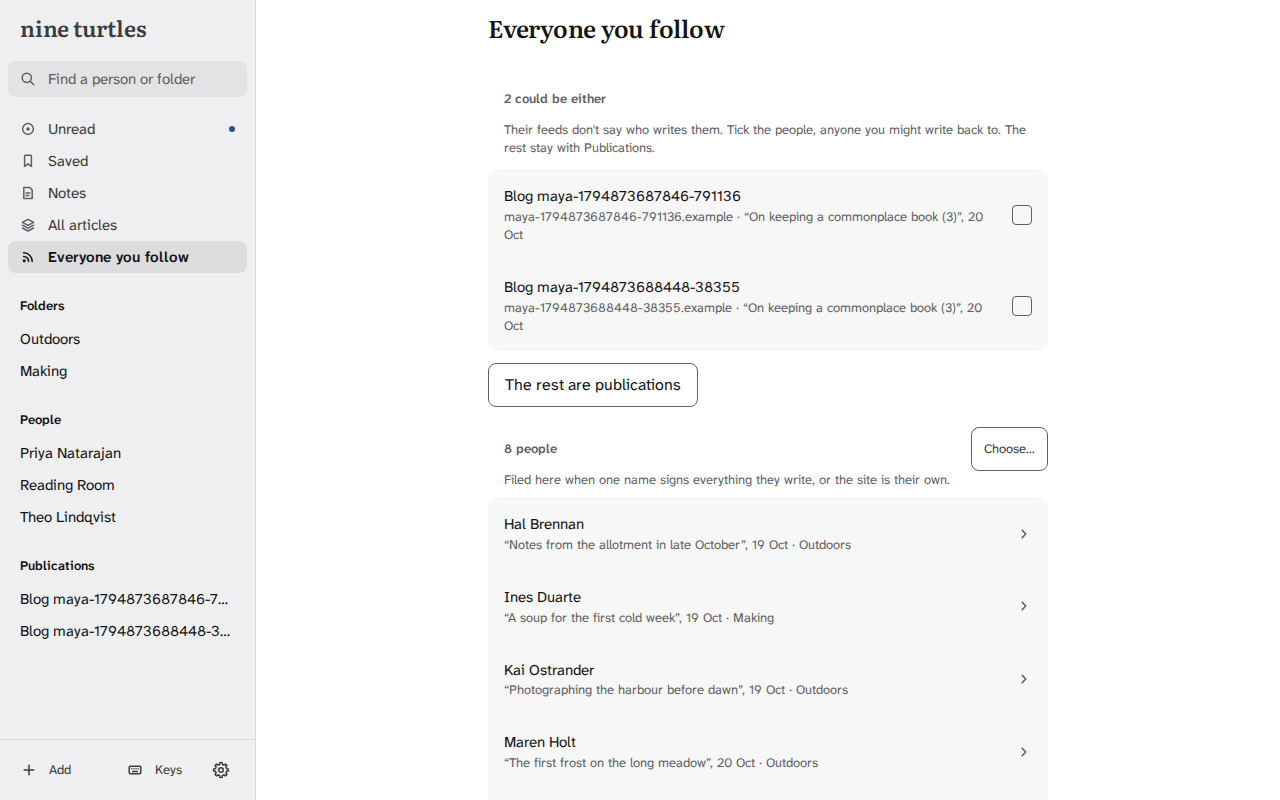 nine turtles
Find a person or folder
Unread
Saved
Notes
All articles
Everyone you follow
Folders
Outdoors
Making
People
Priya Natarajan
Reading Room
Theo Lindqvist
Publications
Blog maya-1794873687846-7...
Blog maya-1794873688448-3...
Add
Keys
Everyone you follow
2 could be either
Their feeds don't say who writes them. Tick the people, anyone you might write back to. The
rest stay with Publications.
Blog maya-1794873687846-791136
maya-1794873687846-791136.example · “On keeping a commonplace book (3)”, 20
Oct
Blog maya-1794873688448-38355
maya-1794873688448-38355.example · “On keeping a commonplace book (3)”, 20
Oct
The rest are publications
8 people
Choose...
Filed here when one name signs everything they write, or the site is their own.
Hal Brennan
“Notes from the allotment in late October”, 19 Oct · Outdoors
Ines Duarte
“A soup for the first cold week”, 19 Oct · Making
Kai Ostrander
“Photographing the harbour before dawn”, 19 Oct · Outdoors
Maren Holt
“The first frost on the long meadow”, 20 Oct · Outdoors